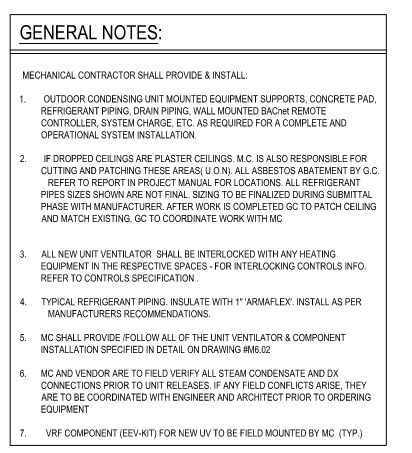 GENERAL NOTES:
MECHANICAL CONTRACTOR SHALL PROVIDE & INSTALL:
1. OUTDOOR CONDENSING UNIT MOUNTED EQUIPMENT SUPPORTS, CONCRETE PAD,
REFRIGERANT PIPING, DRAIN PIPING, WALL MOUNTED BACnet REMOTE
CONTROLLER, SYSTEM CHARGE, ETC. AS REQUIRED FOR A COMPLETE AND
OPERATIONAL SYSTEM INSTALLATION.
2. IF DROPPED CEILINGS ARE PLASTER CEILINGS. M.C. IS ALSO RESPONSIBLE FOR
CUTTING AND PATCHING THESE AREAS( U.O.N). ALL ASBESTOS ABATEMENT BY G.C.
REFER TO REPORT IN PROJECT MANUAL FOR LOCATIONS. ALL REFRIGERANT
PIPES SIZES SHOWN ARE NOT FINAL. SIZING TO BE FINALIZED DURING SUBMITTAL
PHASE WITH MANUFACTURER. AFTER WORK IS COMPLETED GC TO PATCH CEILING
AND MATCH EXISTING. GC TO COORDINATE WORK WITH MC
3. ALL NEW UNIT VENTILATOR SHALL BE INTERLOCKED WITH ANY HEATING
EQUIPMENT IN THE RESPECTIVE SPACES - FOR INTERLOCKING CONTROLS INFO.
REFER TO CONTROLS SPECIFICATION .
4. TYPICAL REFRIGERANT PIPING. INSULATE WITH 1" 'ARMAFLEX'. INSTALL AS PER
MANUFACTURERS RECOMMENDATIONS.
5. MC SHALL PROVIDE /FOLLOW ALL OF THE UNIT VENTILATOR & COMPONENT
INSTALLATION SPECIFIED IN DETAIL ON DRAWING #M6.02
6. MC AND VENDOR ARE TO FIELD VERIFY ALL STEAM CONDENSATE AND DX
CONNECTIONS PRIOR TO UNIT RELEASES. IF ANY FIELD CONFLICTS ARISE, THEY
ARE TO BE COORDINATED WITH ENGINEER AND ARCHITECT PRIOR TO ORDERING
EQUIPMENT
7. VRF COMPONENT (EEV-KIT) FOR NEW UV TO BE FIELD MOUNTED BY MC (TYP.)